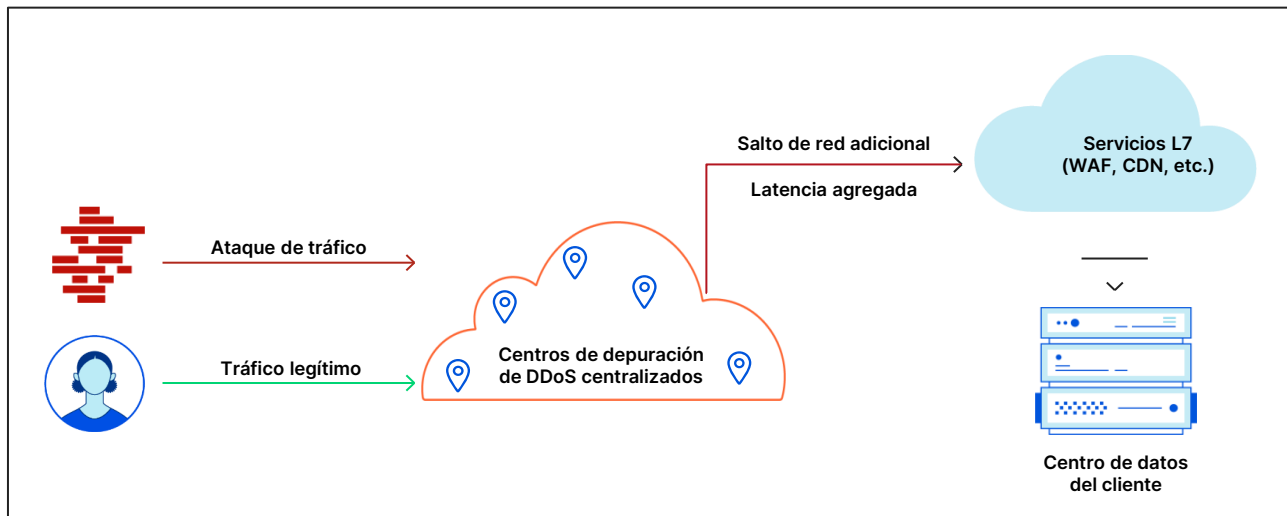 Salto de red adicional
Latencia agregada
Servicios L7
(WAF, CDN, etc.)
Ataque de tráfico
Tráfico legítimo
Centros de depuración
de DDoS centralizados
Centro de datos
del cliente